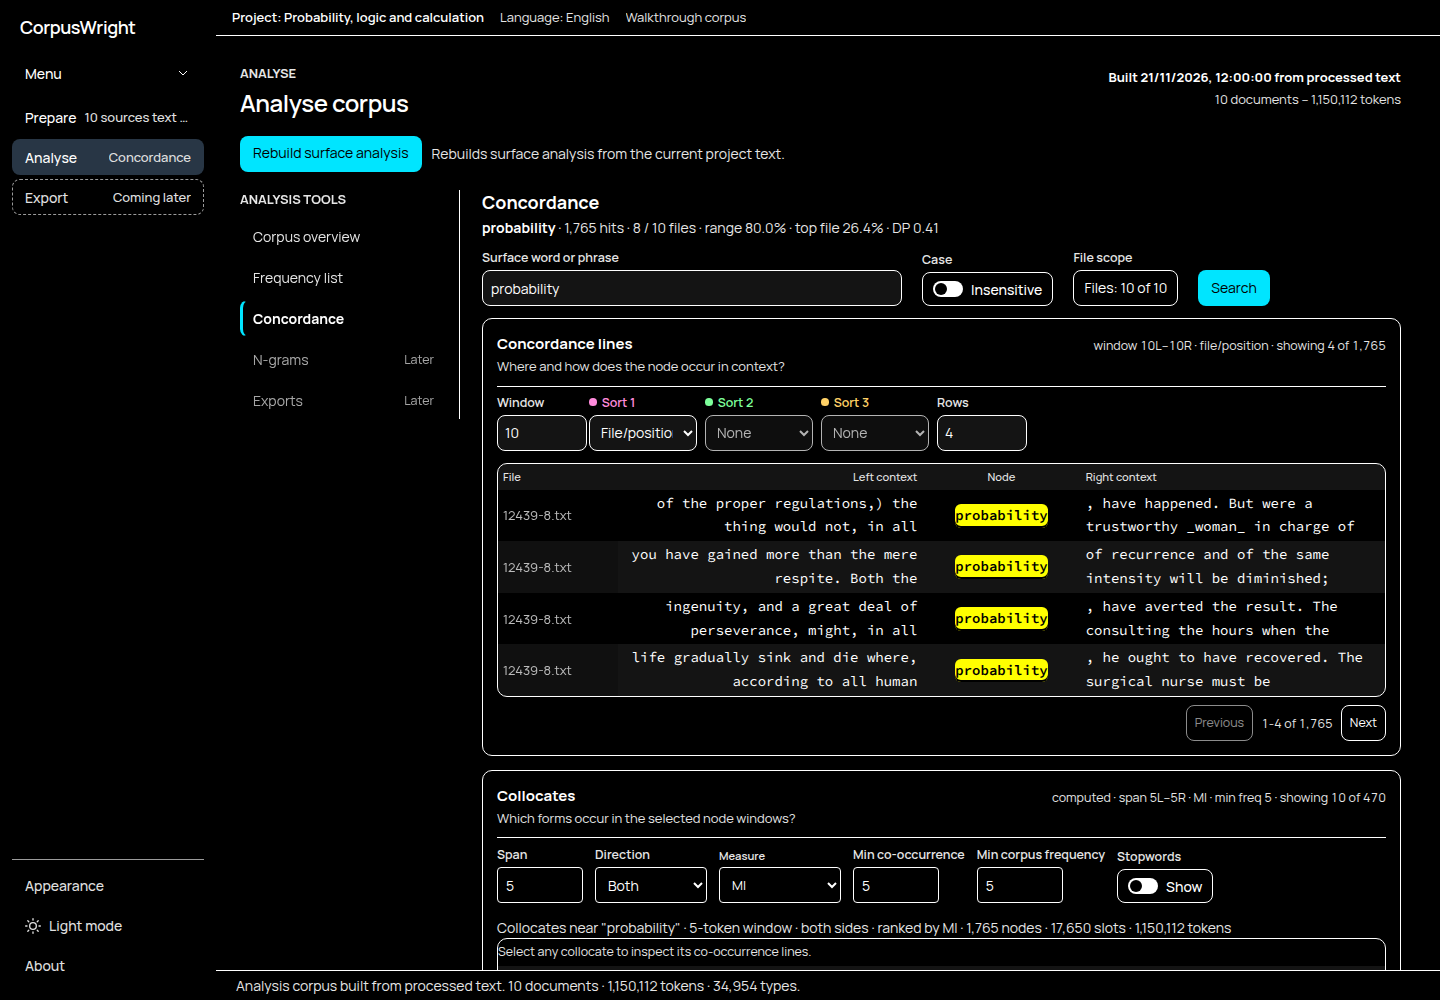 CorpusWright
Menu
Prepare 10 sources text ...
Analyse Concordance
Export Coming later
Appearance
Light mode
About
Project: Probability, logic and calculation Language: English Walkthrough corpus
ANALYSE
Analyse corpus
Built 21/11/2026, 12:00:00 from processed text
10 documents – 1,150,112 tokens
Rebuild surface analysis Rebuilds surface analysis from the current project text.
ANALYSIS TOOLS
Corpus overview
Frequency list
Concordance
N-grams Later
Exports Later
Concordance
probability · 1,765 hits · 8 / 10 files · range 80.0% · top file 26.4% · DP 0.41
Surface word or phrase Case File scope
probability Insensitive Files: 10 of 10 Search
Concordance lines
window 10L–10R · file/position · showing 4 of 1,765
Where and how does the node occur in context?
Window Sort 1 Sort 2 Sort 3 Rows
10 File/positio None None 4
File Left context Node Right context
of the proper regulations,) the , have happened. But were a
12439-8.txt probability
thing would not, in all trustworthy _woman_ in charge of
you have gained more than the mere of recurrence and of the same
12439-8.txt probability
respite. Both the intensity will be diminished;
ingenuity, and a great deal of , have averted the result. The
12439-8.txt probability
perseverance, might, in all consulting the hours when the
life gradually sink and die where, , he ought to have recovered. The
12439-8.txt probability
according to all human surgical nurse must be
Previous 1-4 of 1,765 Next
Collocates
computed · span 5L–5R · MI · min freq 5 · showing 10 of 470
Which forms occur in the selected node windows?
Span Direction Measure Min co-occurrence Min corpus frequency Stopwords
5 Both MI 5 5 Show
Collocates near "probability" · 5-token window · both sides · ranked by MI · 1,765 nodes · 17,650 slots · 1,150,112 tokens
Select any collocate to inspect its co-occurrence lines.
Analysis corpus built from processed text. 10 documents · 1,150,112 tokens · 34,954 types.